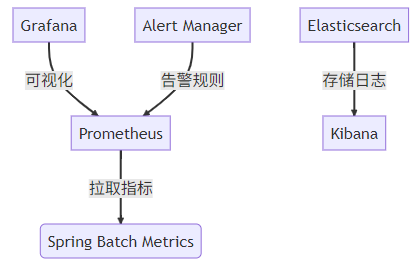 Grafana
Alert Manager
Elasticsearch
可视化
告警规则
存储日志
Prometheus
Kibana
拉取指标
Spring Batch Metrics